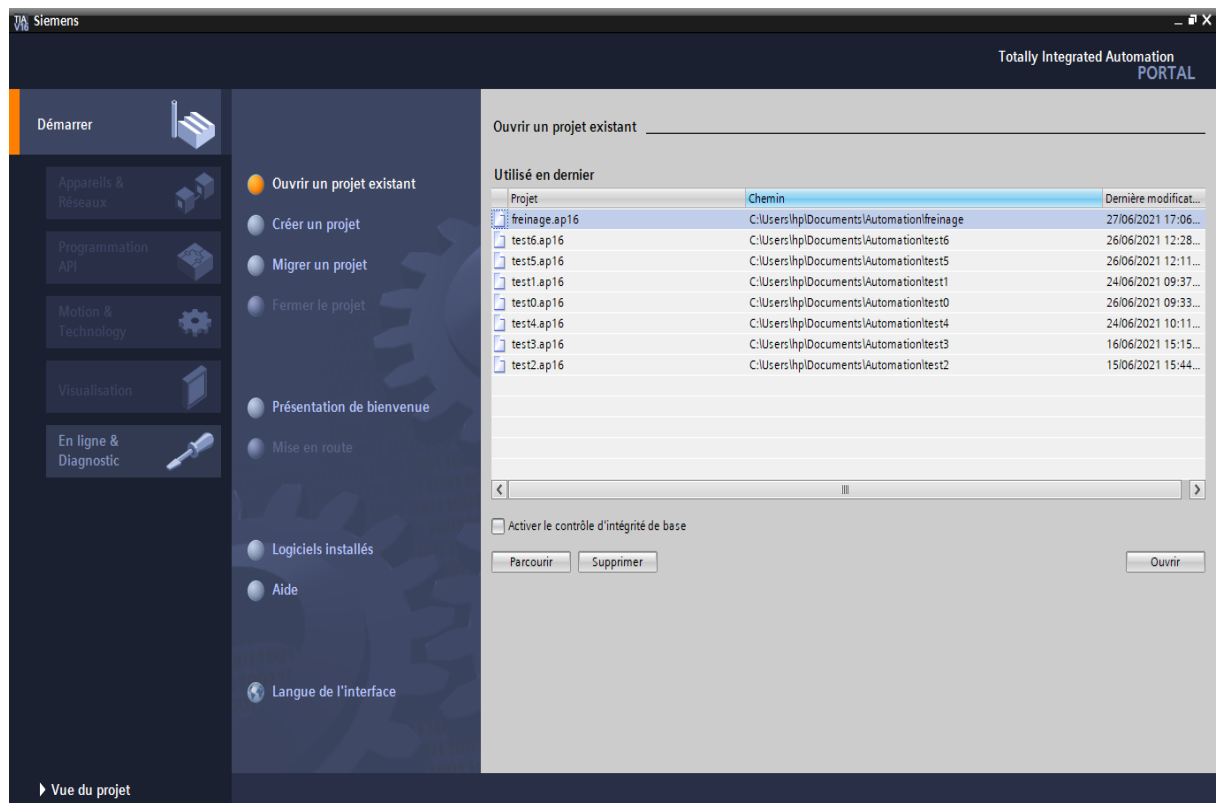 TIA V16 Siemens
Totally Integrated Automation
PORTAL
Démarrer
Appareils &
Réseaux
Programmation
API
Motion &
Technology
Visualisation
En ligne &
Diagnostic
Vue du projet
Ouvrir un projet existant
Créer un projet
Migrer un projet
Fermer le projet
Présentation de bienvenue
Mise en route
Logiciels installés
Aide
Langue de l'interface
Ouvrir un projet existant
Utilisé en dernier
Projet Chemin Dernière modificat...
freinage.ap16 C:\Users\hp\Documents\Automation\freinage 27/06/2021 17:06...
test6.ap16 C:\Users\hp\Documents\Automation\test6 26/06/2021 12:28...
test5.ap16 C:\Users\hp\Documents\Automation\test5 26/06/2021 12:11...
test1.ap16 C:\Users\hp\Documents\Automation\test1 24/06/2021 09:37...
test0.ap16 C:\Users\hp\Documents\Automation\test0 26/06/2021 09:33...
test4.ap16 C:\Users\hp\Documents\Automation\test4 24/06/2021 10:11...
test3.ap16 C:\Users\hp\Documents\Automation\test3 16/06/2021 15:15...
test2.ap16 C:\Users\hp\Documents\Automation\test2 15/06/2021 15:44...
Activer le contrôle d'intégrité de base
Parcourir Supprimer Ouvrir